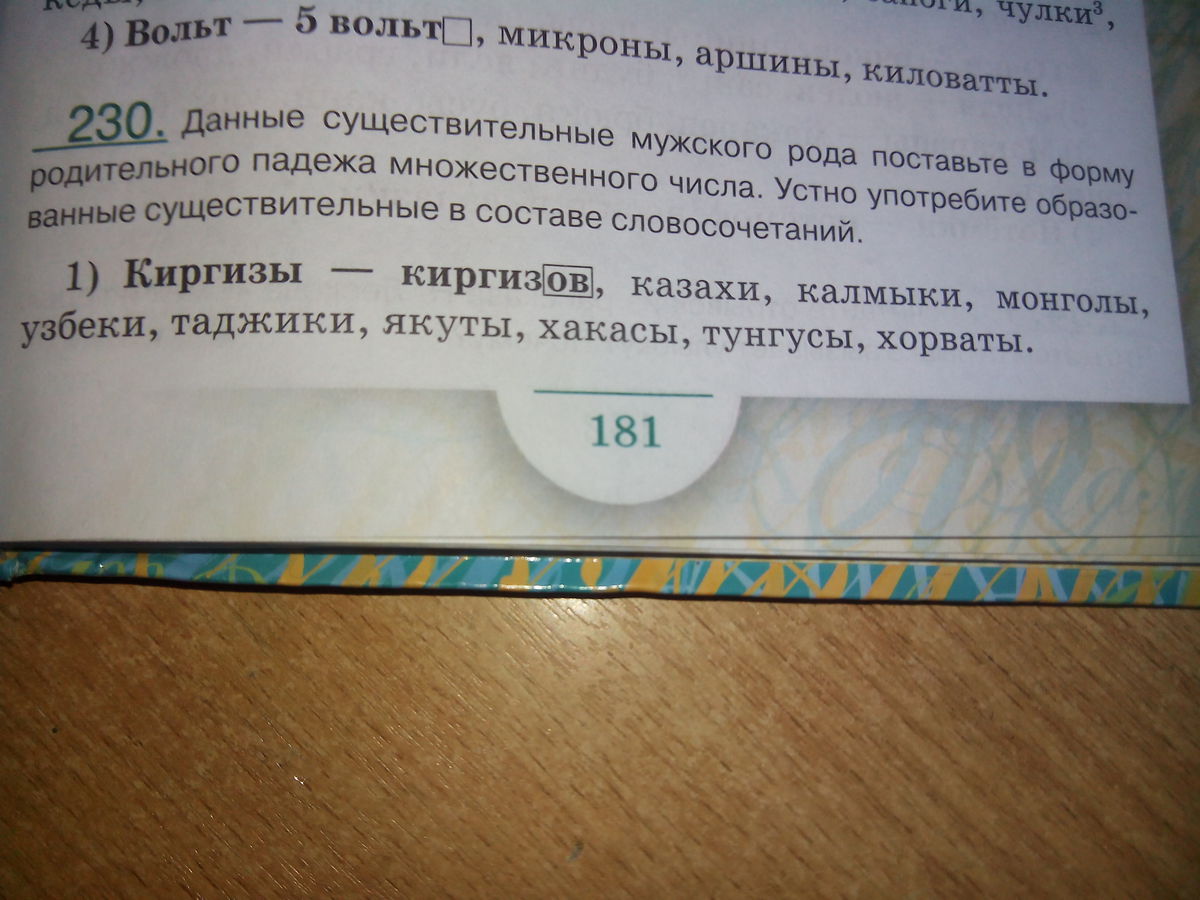 чулки³,
4) Вольт — 5 вольт□, микроны, аршины, киловатты.
230. Данные существительные мужского рода поставьте в форму
родительного падежа множественного числа. Устно употребите образо-
ванные существительные в составе словосочетаний.
1) Киргизы — киргизов, казахи, калмыки, монголы,
узбеки, таджики, якуты, хакасы, тунгусы, хорваты.
181